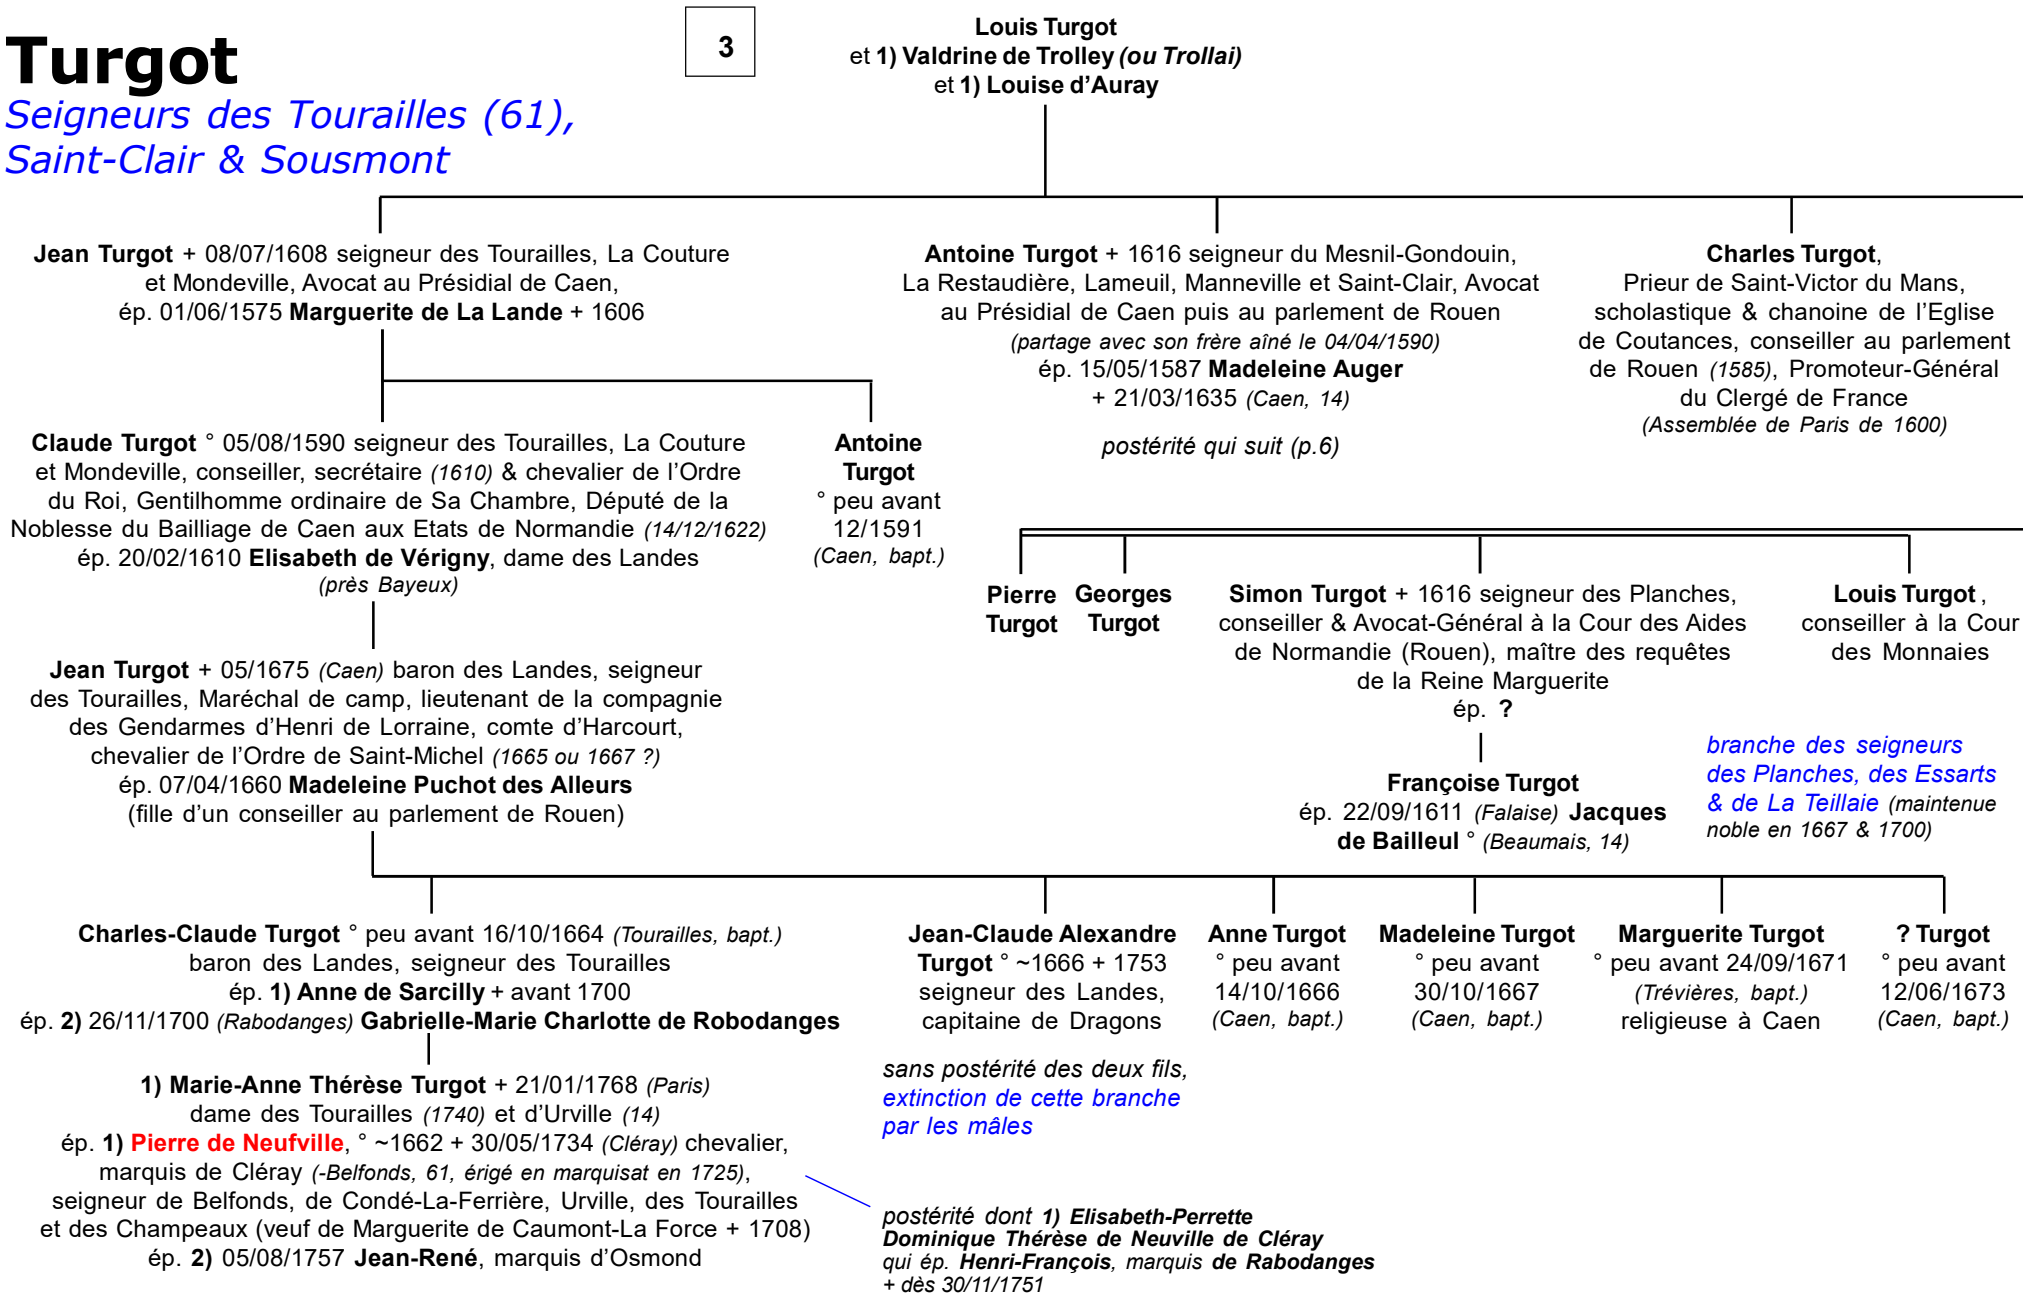 Turgot
Seigneurs des Tourailles (61),
Saint-Clair & Sousmont
3
Louis Turgot
et 1) Valdrine de Trolley (ou Trollai)
et 1) Louise d'Auray
Jean Turgot + 08/07/1608 seigneur des Tourailles, La Couture
et Mondeville, Avocat au Présidial de Caen,
ép. 01/06/1575 Marguerite de La Lande + 1606
Antoine Turgot + 1616 seigneur du Mesnil-Gondouin,
La Restaudière, Lameuil, Manneville et Saint-Clair, Avocat
au Présidial de Caen puis au parlement de Rouen
(partage avec son frère aîné le 04/04/1590)
ép. 15/05/1587 Madeleine Auger
+ 21/03/1635 (Caen, 14)
postérité qui suit (p.6)
Charles Turgot,
Prieur de Saint-Victor du Mans,
scholastique & chanoine de l'Eglise
de Coutances, conseiller au parlement
de Rouen (1585), Promoteur-Général
du Clergé de France
(Assemblée de Paris de 1600)
Claude Turgot ° 05/08/1590 seigneur des Tourailles, La Couture
et Mondeville, conseiller, secrétaire (1610) & chevalier de l'Ordre
du Roi, Gentilhomme ordinaire de Sa Chambre, Député de la
Noblesse du Bailliage de Caen aux Etats de Normandie (14/12/1622)
ép. 20/02/1610 Elisabeth de Vérigny, dame des Landes
(près Bayeux)
Antoine
Turgot
° peu avant
12/1591
(Caen, bapt.)
Pierre
Turgot
Georges
Turgot
Simon Turgot + 1616 seigneur des Planches,
conseiller & Avocat-Général à la Cour des Aides
de Normandie (Rouen), maître des requêtes
de la Reine Marguerite
ép. ?
Louis Turgot ,
conseiller à la Cour
des Monnaies
Jean Turgot + 05/1675 (Caen) baron des Landes, seigneur
des Tourailles, Maréchal de camp, lieutenant de la compagnie
des Gendarmes d'Henri de Lorraine, comte d'Harcourt,
chevalier de l'Ordre de Saint-Michel (1665 ou 1667 ?)
ép. 07/04/1660 Madeleine Puchot des Alleurs
(fille d'un conseiller au parlement de Rouen)
Françoise Turgot
ép. 22/09/1611 (Falaise) Jacques
de Bailleul ° (Beaumais, 14)
branche des seigneurs
des Planches, des Essarts
& de La Teillaie (maintenue
noble en 1667 & 1700)
Charles-Claude Turgot ° peu avant 16/10/1664 (Tourailles, bapt.)
baron des Landes, seigneur des Tourailles
ép. 1) Anne de Sarcilly + avant 1700
ép. 2) 26/11/1700 (Rabodanges) Gabrielle-Marie Charlotte de Robodanges
Jean-Claude Alexandre
Turgot ° ~1666 + 1753
seigneur des Landes,
capitaine de Dragons
Anne Turgot
° peu avant
14/10/1666
(Caen, bapt.)
Madeleine Turgot
° peu avant
30/10/1667
(Caen, bapt.)
Marguerite Turgot
° peu avant 24/09/1671
(Trévières, bapt.)
religieuse à Caen
? Turgot
° peu avant
12/06/1673
(Caen, bapt.)
sans postérité des deux fils,
extinction de cette branche
par les mâles
1) Marie-Anne Thérèse Turgot + 21/01/1768 (Paris)
dame des Tourailles (1740) et d'Urville (14)
ép. 1) Pierre de Neufville, ° ~1662 + 30/05/1734 (Cléray) chevalier,
marquis de Cléray (-Belfonds, 61, érigé en marquisat en 1725),
seigneur de Belfonds, de Condé-La-Ferrière, Urville, des Tourailles
et des Champeaux (veuf de Marguerite de Caumont-La Force + 1708)
ép. 2) 05/08/1757 Jean-René, marquis d'Osmond
postérité dont 1) Elisabeth-Perrette
Dominique Thérèse de Neuville de Cléray
qui ép. Henri-François, marquis de Rabodanges
+ dès 30/11/1751